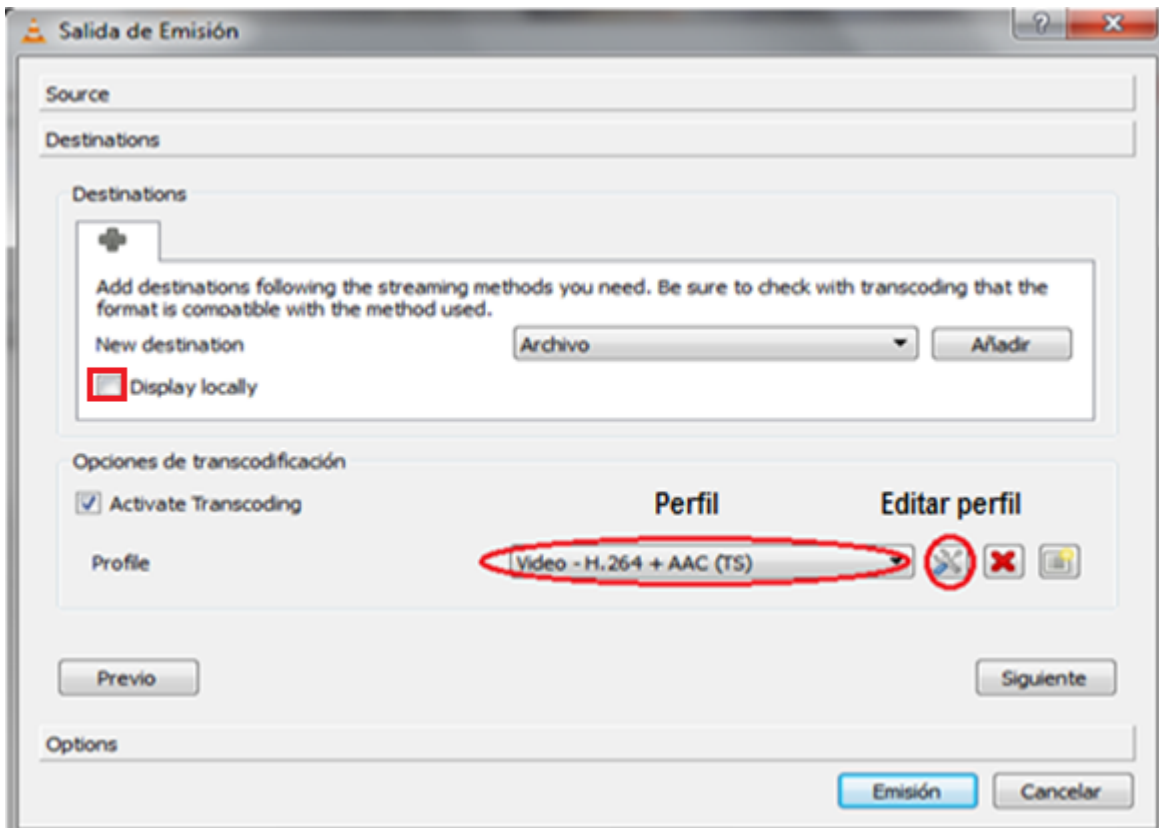 Salida de Emisión
Source
Destinations
Destinations
Add destinations following the streaming methods you need. Be sure to check with transcoding that the
format is compatible with the method used.
New destination Archivo Añadir
Display locally
Opciones de transcodificación
Activate Transcoding Perfil Editar perfil
Profile Video - H.264 + AAC (TS)
Previo Siguiente
Options
Emisión Cancelar